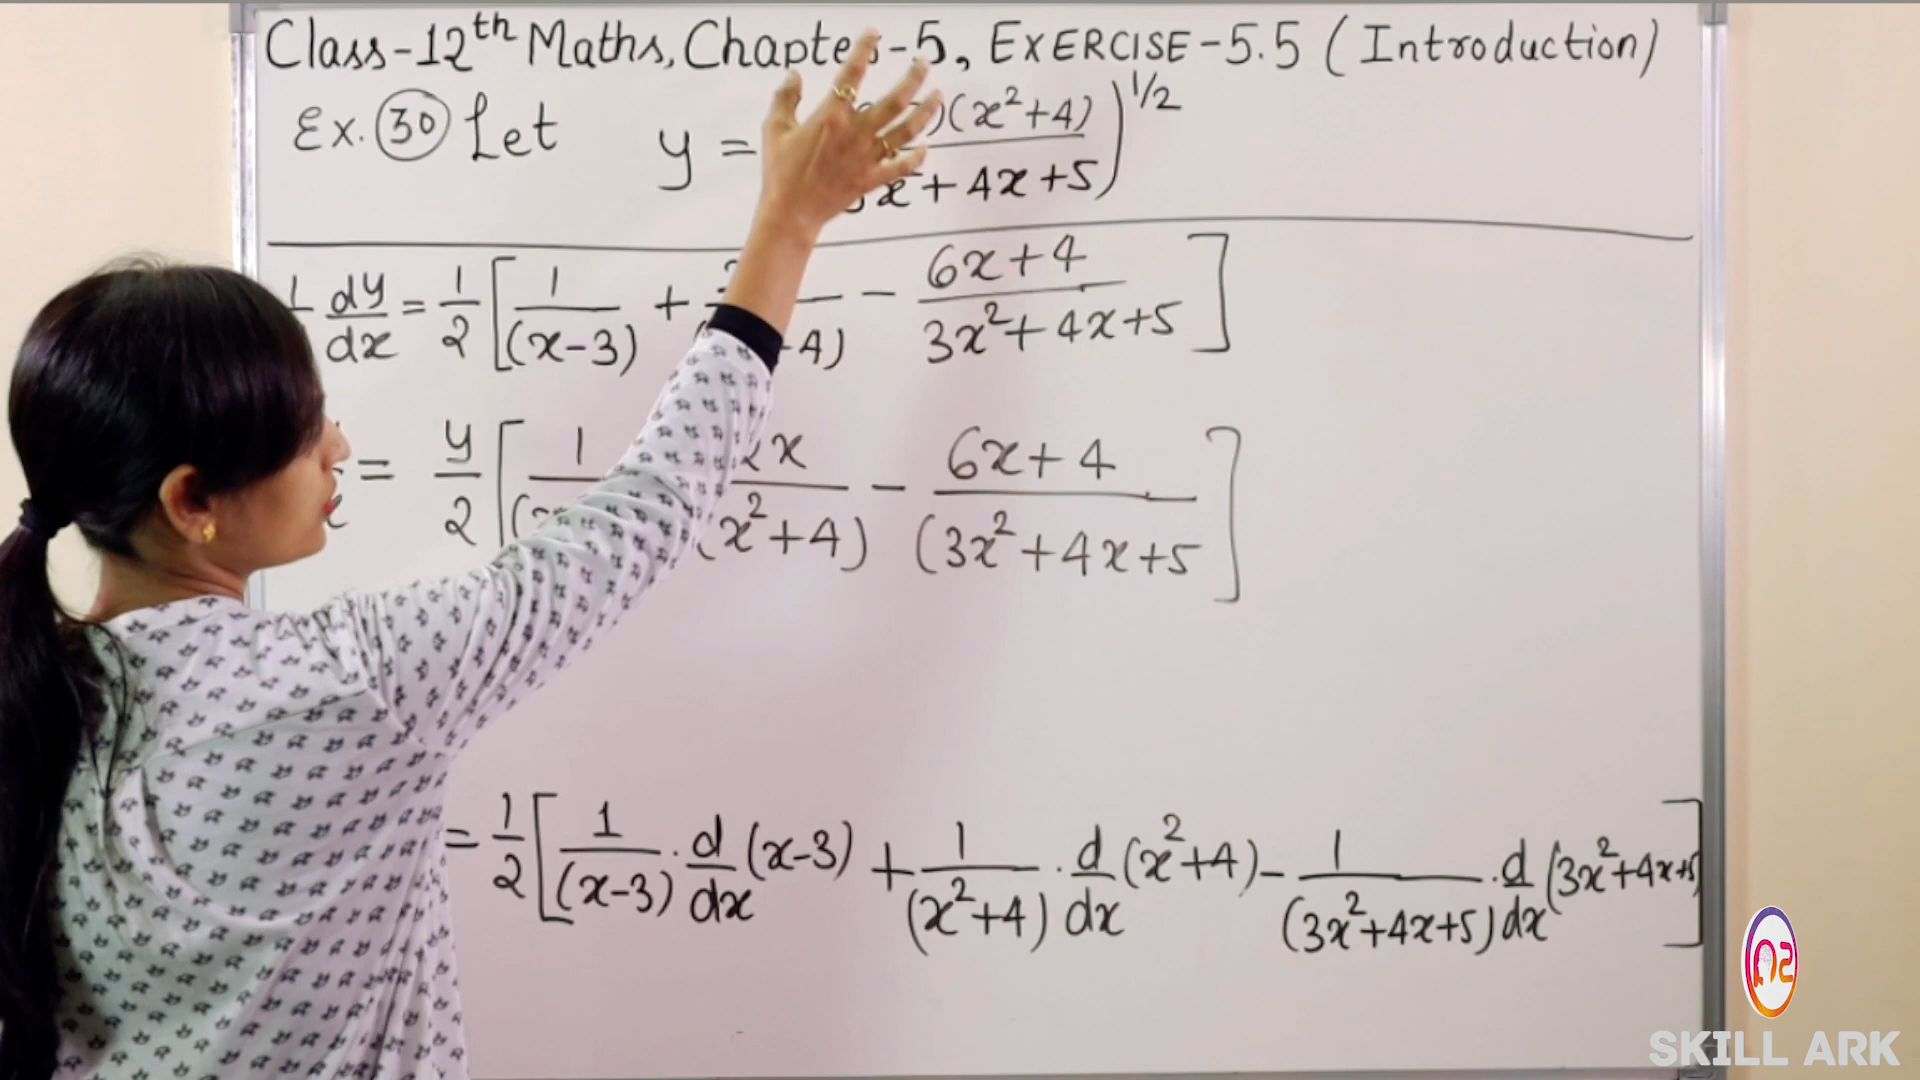 Class-12th Maths, Chapter-5, EXERCISE-5.5 (Introduction)
Ex. 30 Let y = )(x²+4) )^1/2
x²+4x+5
dy/dx = 1/2 [ 1/(x-3) + 4) - 6x+4/3x²+4x+5 ]
= y/2 [ 1 2x/(x²+4) - 6x+4/(3x²+4x+5 ]
= 1/2 [ 1/(x-3) . d/dx (x-3) + 1/(x²+4) . d/dx (x²+4) - 1/(3x²+4x+5) . d/dx (3x²+4x+5) ]
SKILL ARK